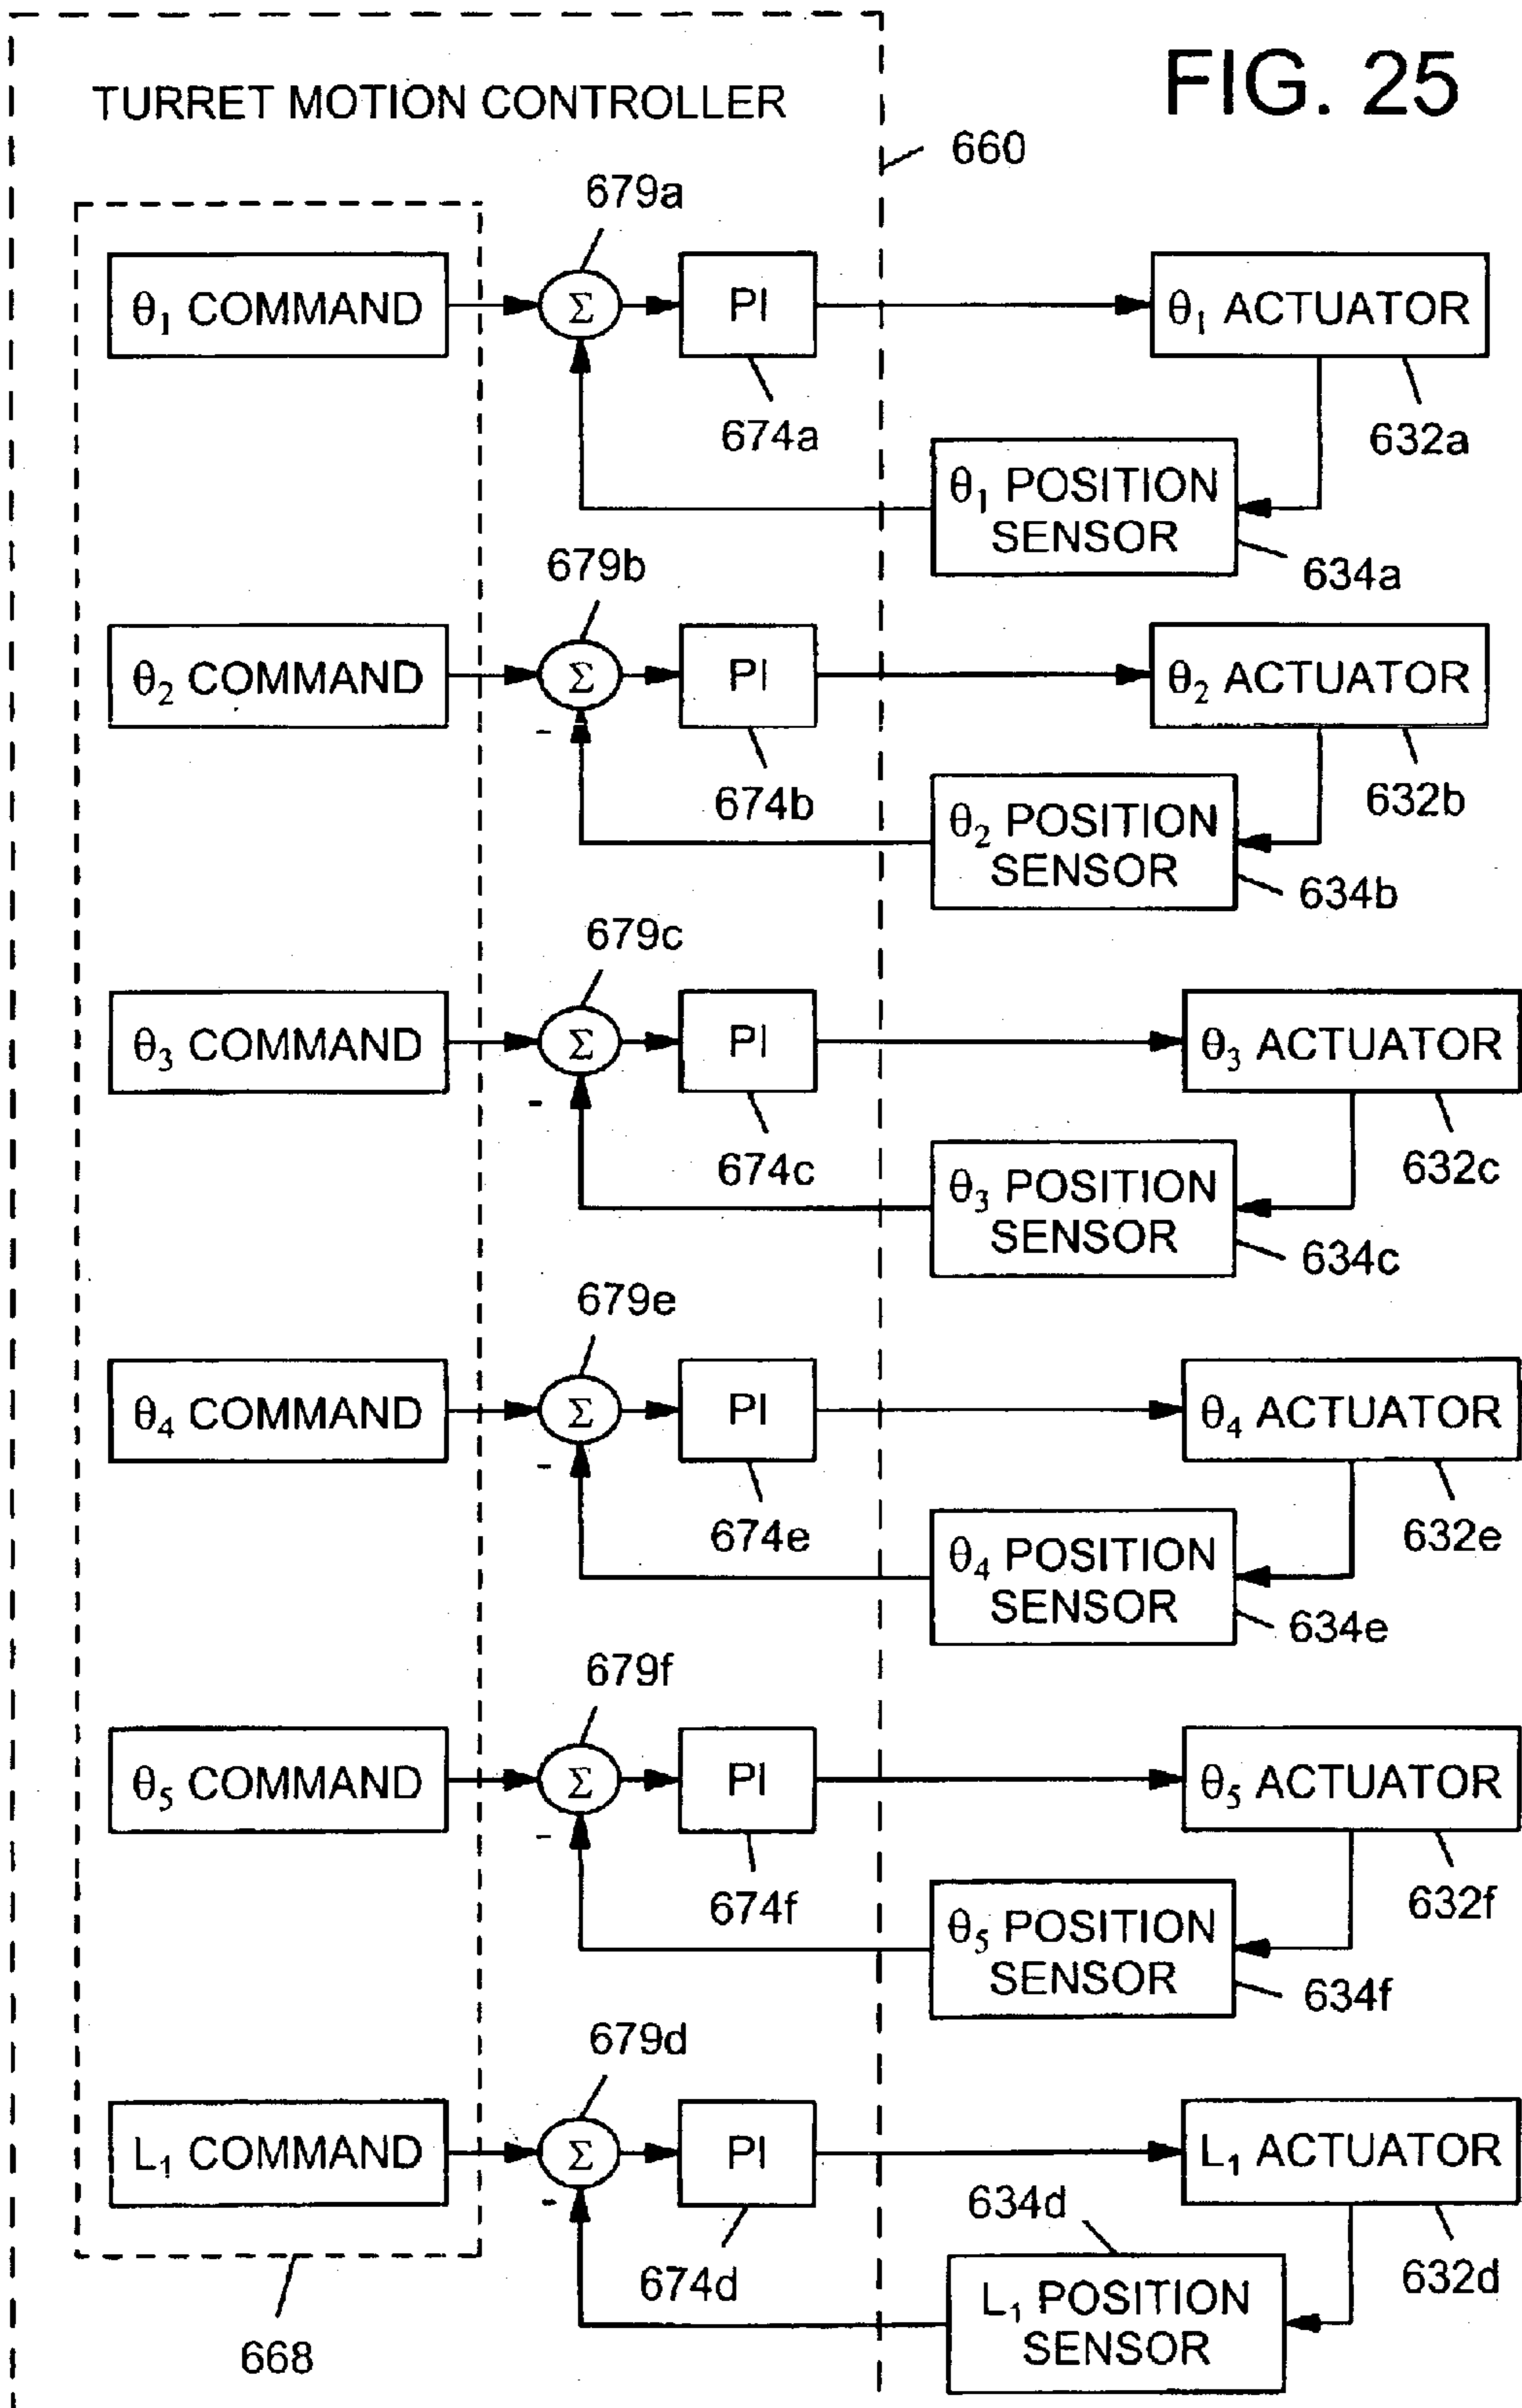 FIG. 25
TURRET MOTION CONTROLLER
660
679a
θ1 COMMAND
Σ
PI
θ1 ACTUATOR
674a
632a
θ1 POSITION
SENSOR
634a
679b
θ2 COMMAND
Σ
PI
θ2 ACTUATOR
-
674b
632b
θ2 POSITION
SENSOR
634b
679c
θ3 COMMAND
Σ
PI
θ3 ACTUATOR
-
674c
632c
θ3 POSITION
SENSOR
634c
679e
θ4 COMMAND
Σ
PI
θ4 ACTUATOR
-
674e
632e
θ4 POSITION
SENSOR
634e
679f
θ5 COMMAND
Σ
PI
θ5 ACTUATOR
-
674f
632f
θ5 POSITION
SENSOR
634f
679d
L1 COMMAND
Σ
PI
L1 ACTUATOR
-
634d
674d
632d
L1 POSITION
SENSOR
668